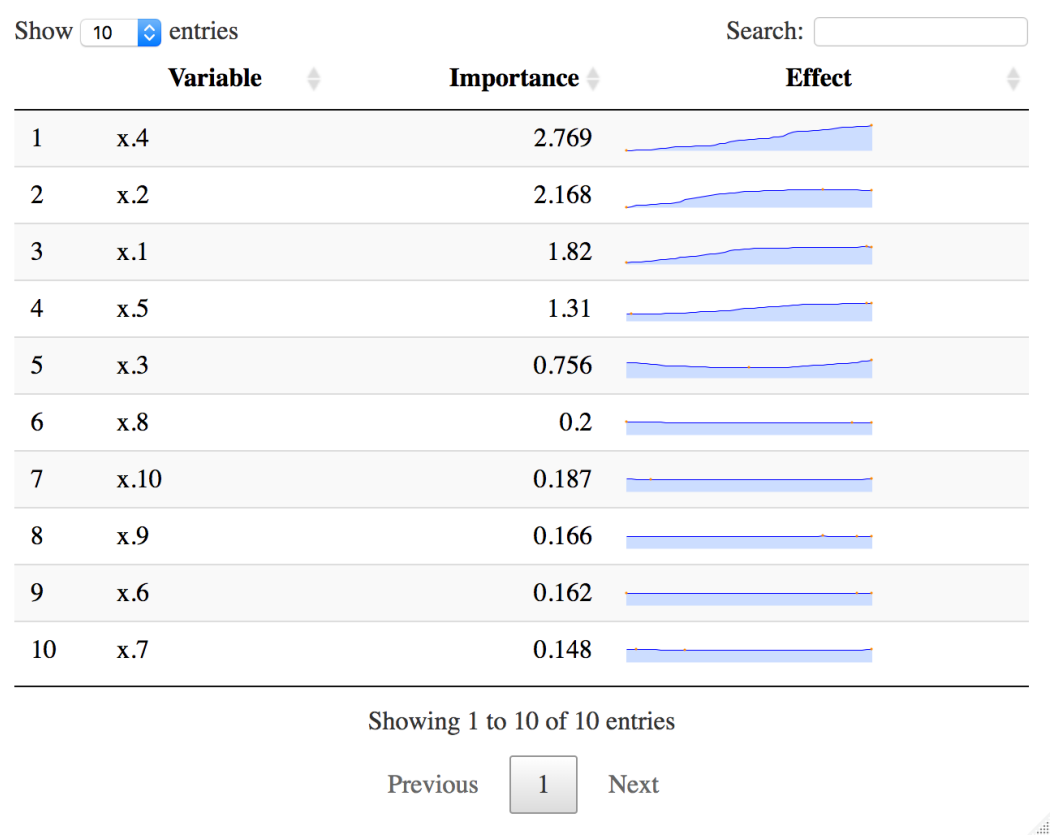 Show 10 entries Search:
Variable Importance Effect
1 x.4 2.769
2 x.2 2.168
3 x.1 1.82
4 x.5 1.31
5 x.3 0.756
6 x.8 0.2
7 x.10 0.187
8 x.9 0.166
9 x.6 0.162
10 x.7 0.148
Showing 1 to 10 of 10 entries
Previous 1 Next